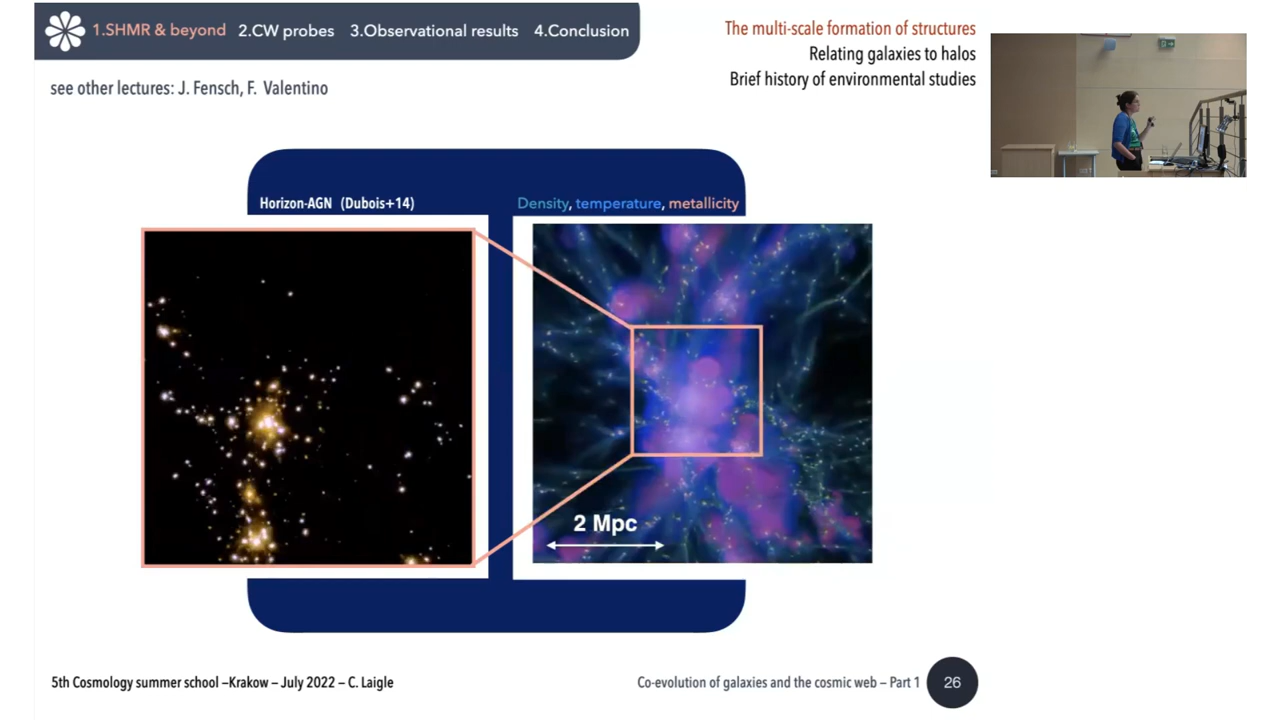 1.SHMR & beyond 2.CW probes 3.Observational results 4.Conclusion
The multi-scale formation of structures
Relating galaxies to halos
Brief history of environmental studies
see other lectures: J. Fensch, F. Valentino
Horizon-AGN (Dubois+14)
Density, temperature, metallicity
2 Mpc
5th Cosmology summer school –Krakow – July 2022 – C. Laigle
Co-evolution of galaxies and the cosmic web – Part 1
26